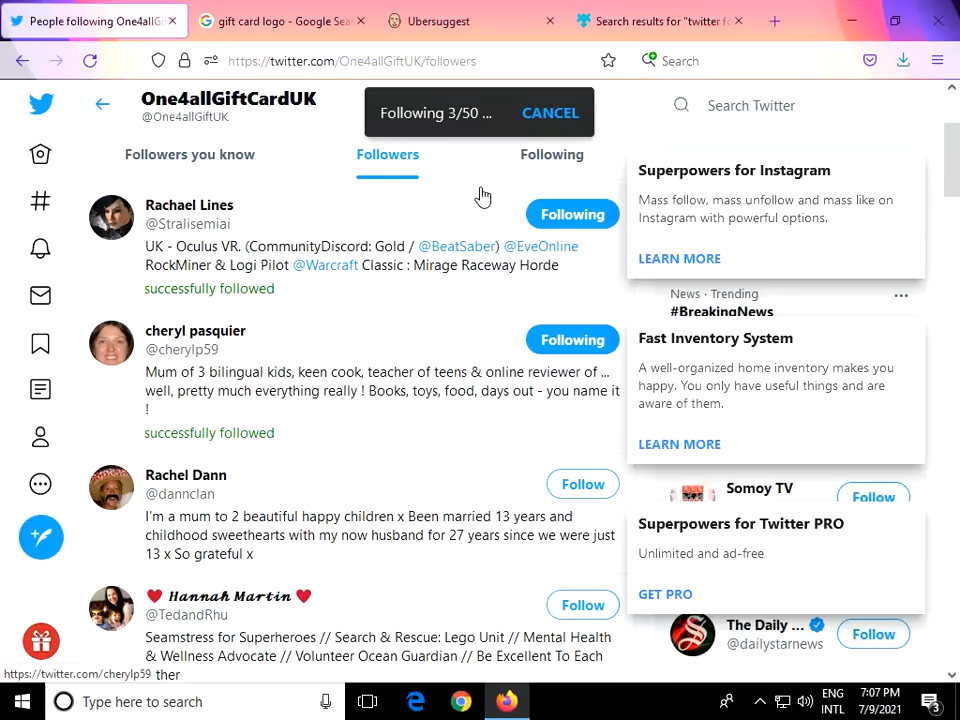 People following One4allGi
gift card logo - Google Sea
Ubersuggest
Search results for "twitter fo
https://twitter.com/One4allGiftUK/followers
Search
One4allGiftCardUK
@One4allGiftUK
Following 3/50 ...
CANCEL
Search Twitter
Followers you know
Followers
Following
Rachael Lines
@Stralisemiai
Following
UK - Oculus VR. (CommunityDiscord: Gold / @BeatSaber) @EveOnline
RockMiner & Logi Pilot @Warcraft Classic : Mirage Raceway Horde
successfully followed
cheryl pasquier
@cherylp59
Following
Mum of 3 bilingual kids, keen cook, teacher of teens & online reviewer of ...
well, pretty much everything really ! Books, toys, food, days out - you name it
!
successfully followed
Rachel Dann
@dannclan
Follow
I'm a mum to 2 beautiful happy children x Been married 13 years and
childhood sweethearts with my now husband for 27 years since we were just
13 x So grateful x
❤️ 𝓗𝓪𝓷𝓷𝓪𝓱 𝓜𝓪𝓻𝓽𝓲𝓷 ❤️
@TedandRhu
Follow
Seamstress for Superheroes // Search & Rescue: Lego Unit // Mental Health
& Wellness Advocate // Volunteer Ocean Guardian // Be Excellent To Each
ther
https://twitter.com/cherylp59
Superpowers for Instagram
Mass follow, mass unfollow and mass like on
Instagram with powerful options.
LEARN MORE
News · Trending
#BreakingNews
Fast Inventory System
A well-organized home inventory makes you
happy. You only have useful things and are
aware of them.
LEARN MORE
Somoy TV
Follow
Superpowers for Twitter PRO
Unlimited and ad-free
GET PRO
The Daily ...
@dailystarnews
Follow
Type here to search
ENG
INTL
7:07 PM
7/9/2021
3